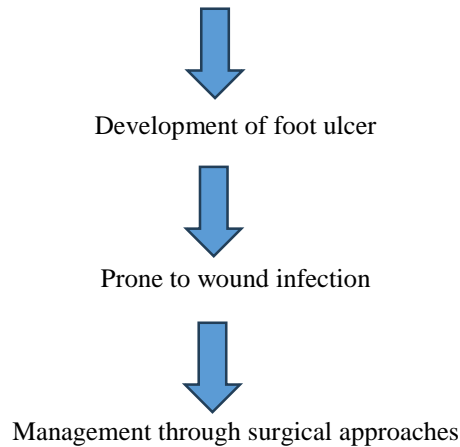 Development of foot ulcer
Prone to wound infection
Management through surgical approaches